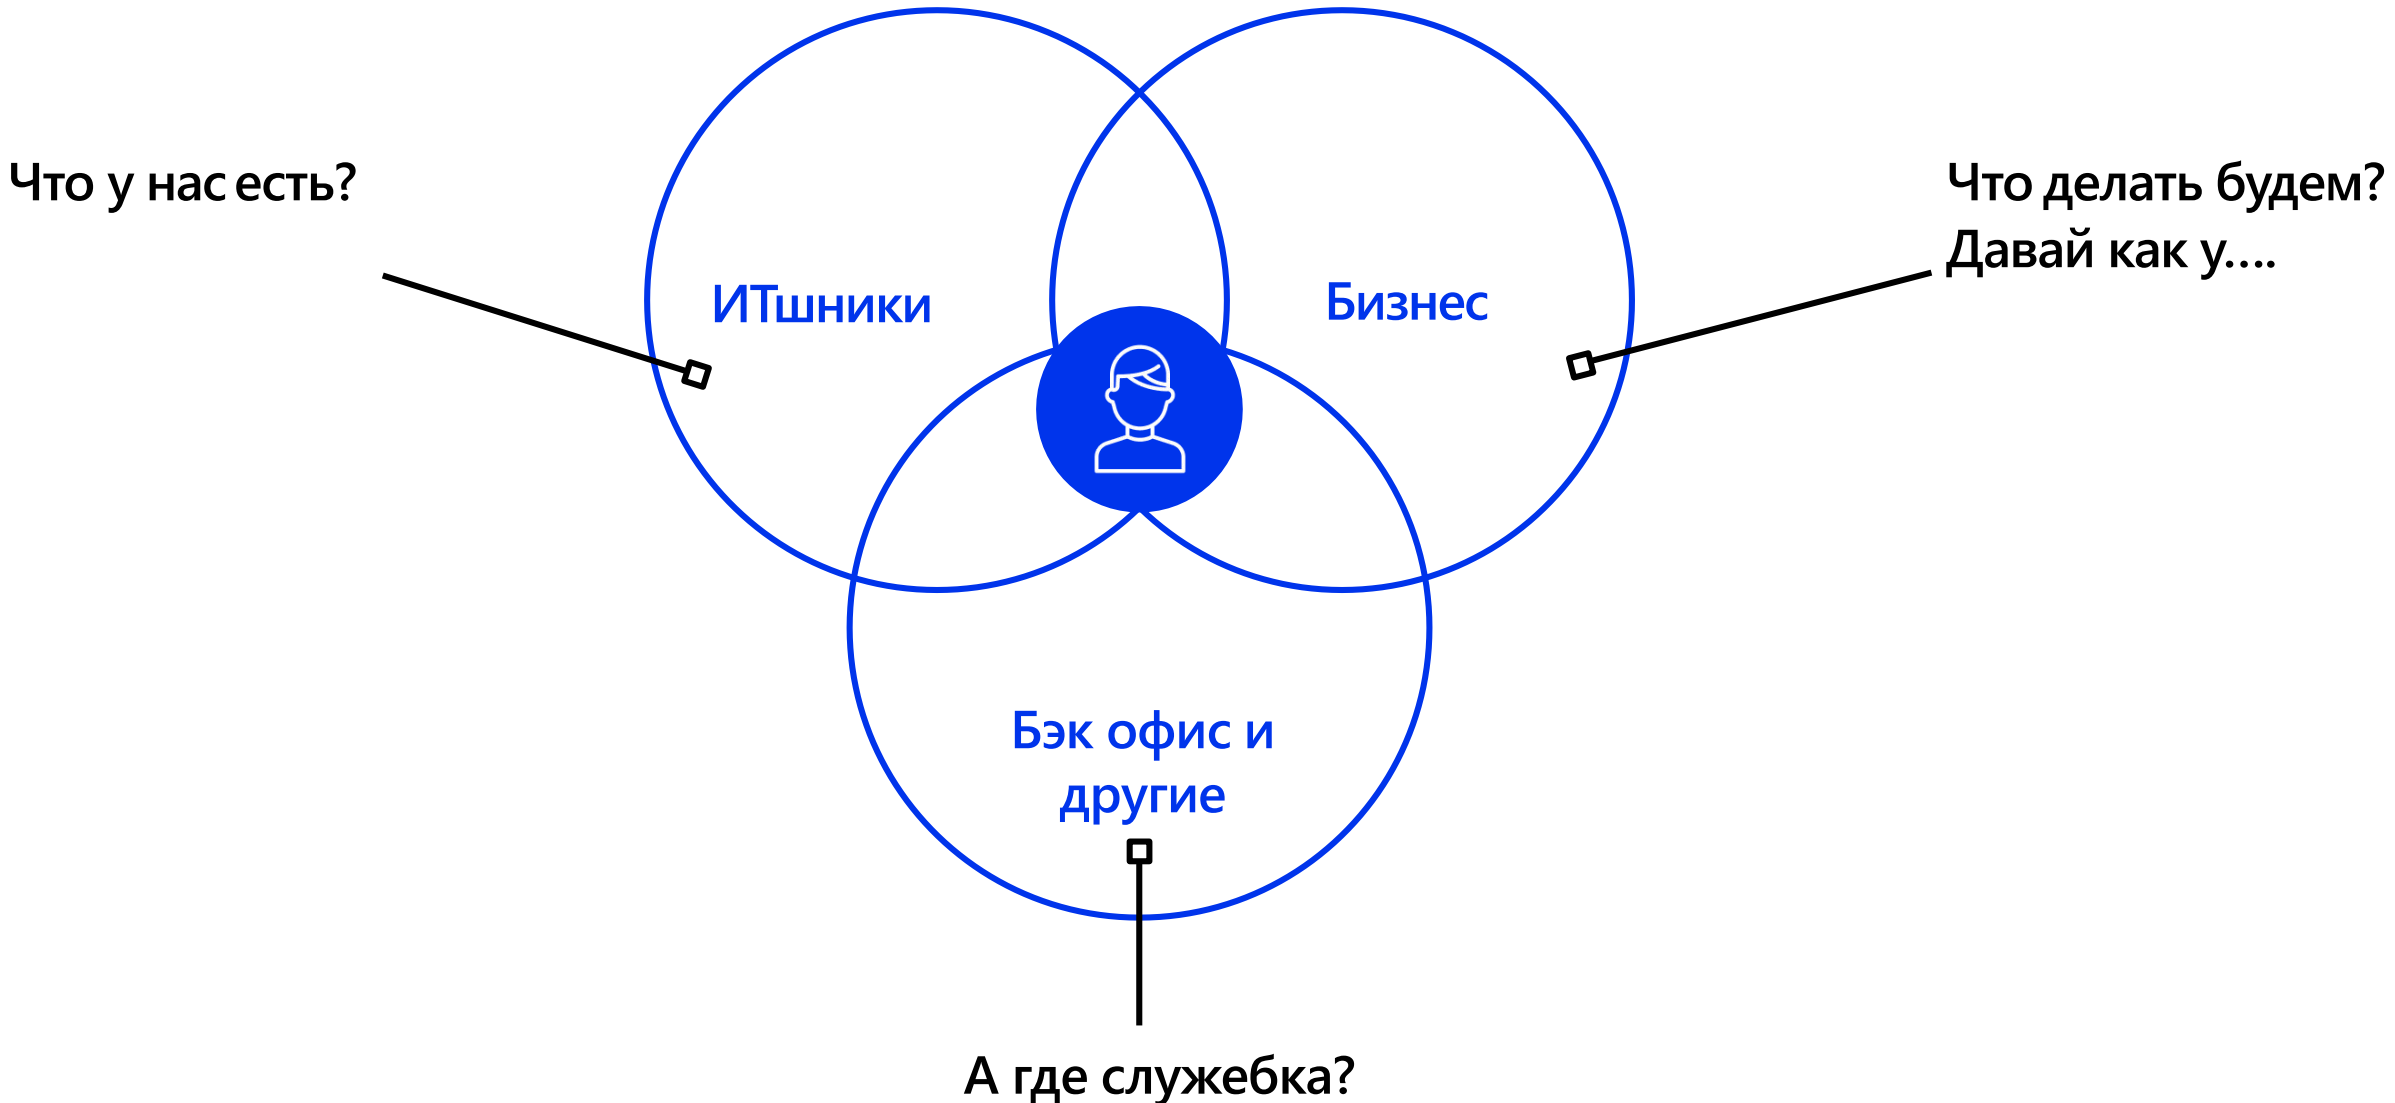 Что у нас есть?
Что делать будем?
Давай как у....
ИТшники
Бизнес
Бэк офис и
другие
А где служебка?